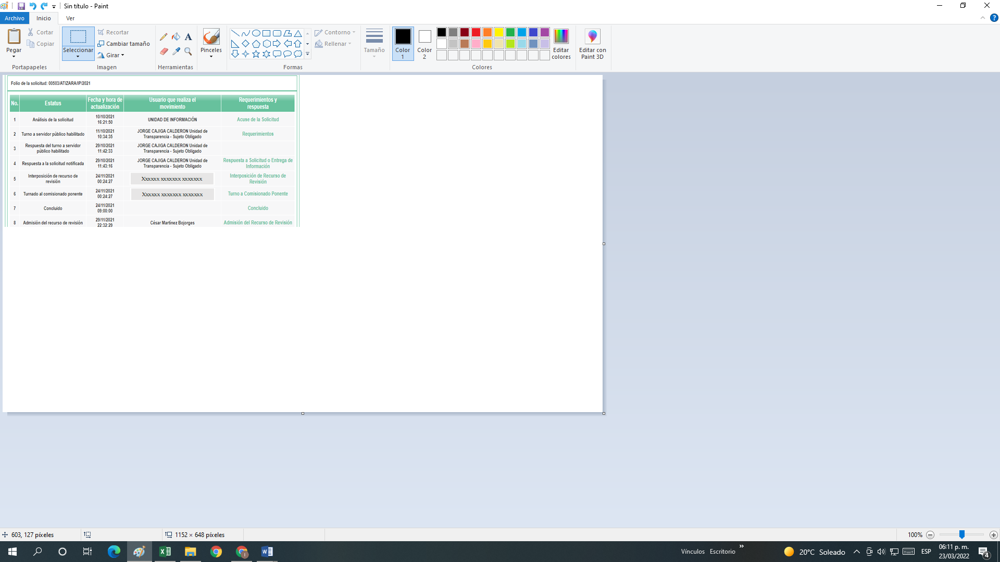 Sin título - Paint
Archivo Inicio Ver
Pegar
Cortar
Copiar
Portapapeles
Seleccionar
Recortar
Cambiar tamaño
Girar
Imagen
A
Herramientas
Pinceles
Contorno
Rellenar
Formas
Tamaño
Color
1
Color
2
Editar
colores
Colores
Editar con
Paint 3D
Folio de la solicitud: 00503/ATIZARA/IP/2021
No. Estatus Fecha y hora de actualización Usuario que realiza el movimiento Requerimientos y respuesta
1 Análisis de la solicitud 10/10/2021 16:21:50 UNIDAD DE INFORMACIÓN Acuse de la Solicitud
2 Turno a servidor público habilitado 11/10/2021 10:34:35 JORGE CAJIGA CALDERON Unidad de Transparencia - Sujeto Obligado Requerimientos
3 Respuesta del turno a servidor público habilitado 29/10/2021 11:42:33 JORGE CAJIGA CALDERON Unidad de Transparencia - Sujeto Obligado
4 Respuesta a la solicitud notificada 29/10/2021 11:43:16 JORGE CAJIGA CALDERON Unidad de Transparencia - Sujeto Obligado Respuesta a Solicitud o Entrega de Información
5 Interposición de recurso de revisión 24/11/2021 00:24:27 Xxxxxx xxxxxxx xxxxxxx Interposición de Recurso de Revisión
6 Turnado al comisionado ponente 24/11/2021 00:24:27 Xxxxxx xxxxxxx xxxxxxx Turno a Comisionado Ponente
7 Concluido 24/11/2021 09:00:00 Concluido
8 Admisión del recurso de revisión 29/11/2021 22:32:29 César Martínez Bojorges Admisión del Recurso de Revisión
603, 127 píxeles
1152 × 648 píxeles
100%
Vínculos Escritorio
20°C Soleado
ESP
06:11 p. m.
23/03/2022
4